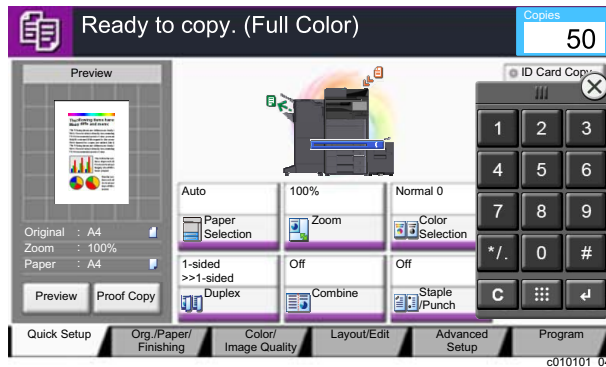 Ready to copy. (Full Color)
Copies
50
Preview
ID Card Copy
Original : A4
Zoom : 100%
Paper : A4
Preview
Proof Copy
Auto
Paper
Selection
100%
Zoom
Normal 0
Color
Selection
1-sided
>>1-sided
Duplex
Off
Combine
Off
Staple
/Punch
1 2 3
4 5 6
7 8 9
*/. 0 #
C
Quick Setup
Org./Paper/
Finishing
Color/
Image Quality
Layout/Edit
Advanced
Setup
Program
c010101_04